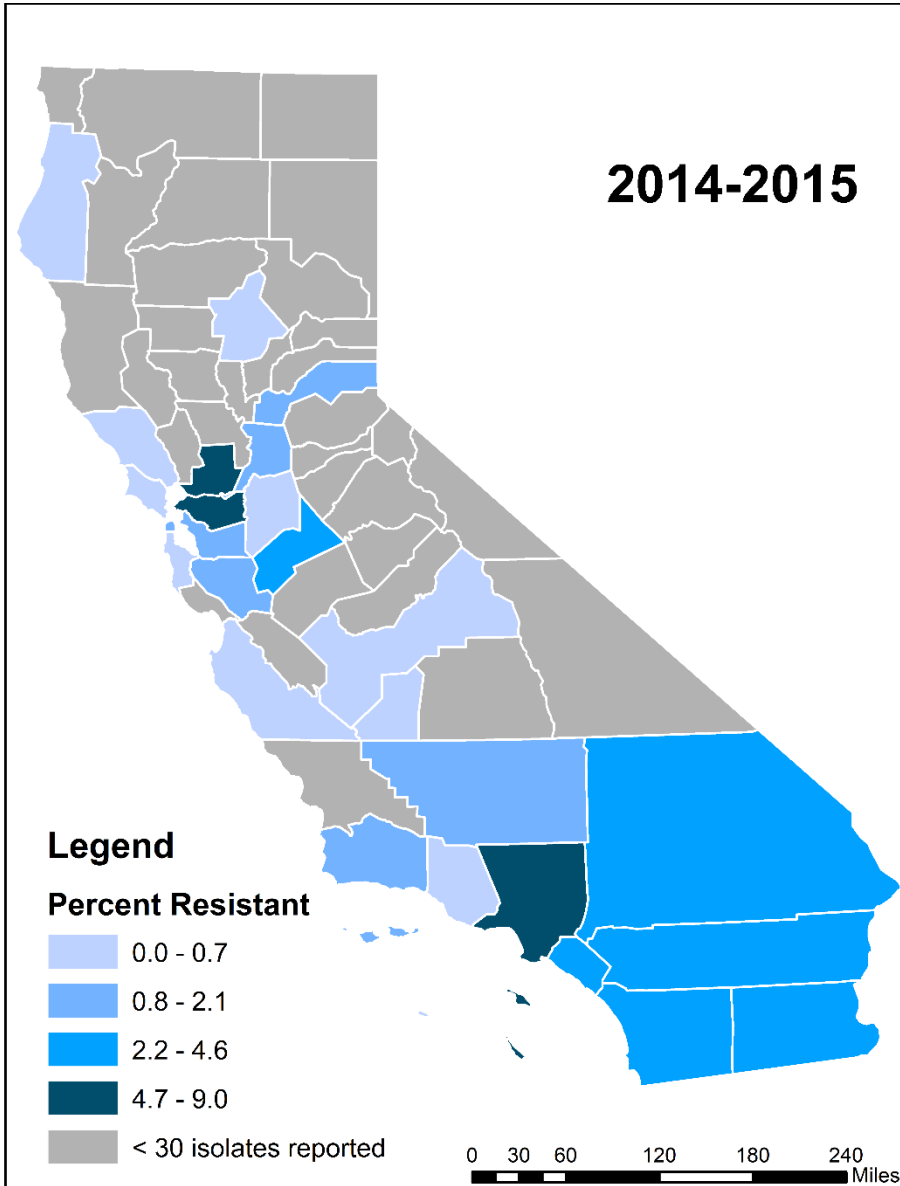 2014-2015
Legend
Percent Resistant
0.0 - 0.7
0.8 - 2.1
2.2 - 4.6
4.7 - 9.0
< 30 isolates reported
0 30 60 120 180 240
Miles